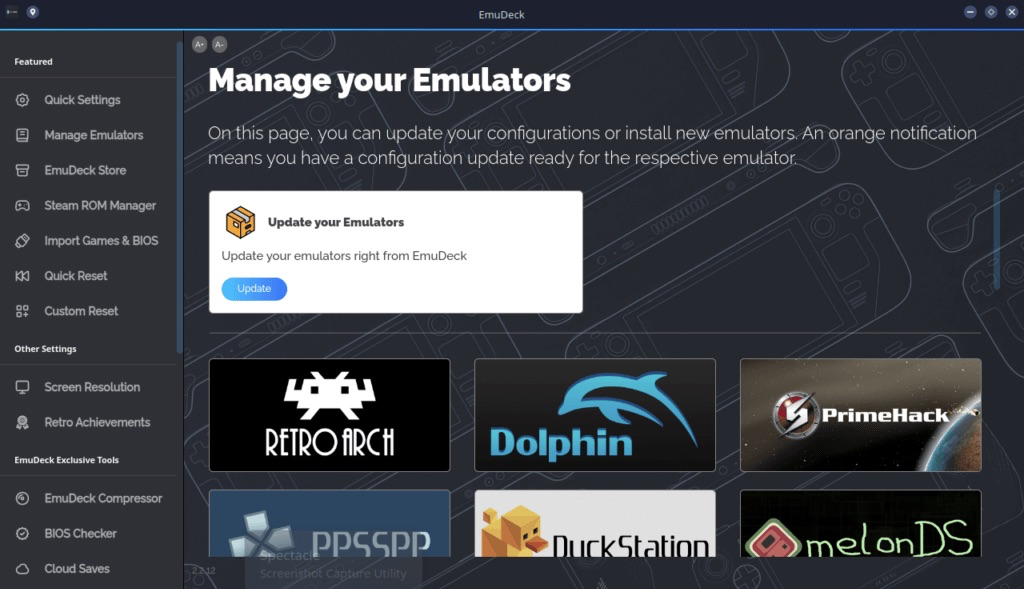 EmuDeck
Featured
Quick Settings
Manage Emulators
EmuDeck Store
Steam ROM Manager
Import Games & BIOS
Quick Reset
Custom Reset
Other Settings
Screen Resolution
Retro Achievements
EmuDeck Exclusive Tools
EmuDeck Compressor
BIOS Checker
Cloud Saves
A+ A-
Manage your Emulators
On this page, you can update your configurations or install new emulators. An orange notification
means you have a configuration update ready for the respective emulator.
Update your Emulators
Update your emulators right from EmuDeck
Update
RETROARCH
Dolphin
PrimeHack
PPSSPP
DuckStation
melonDS
2.2.12
Spectacle
Screenshot Capture Utility